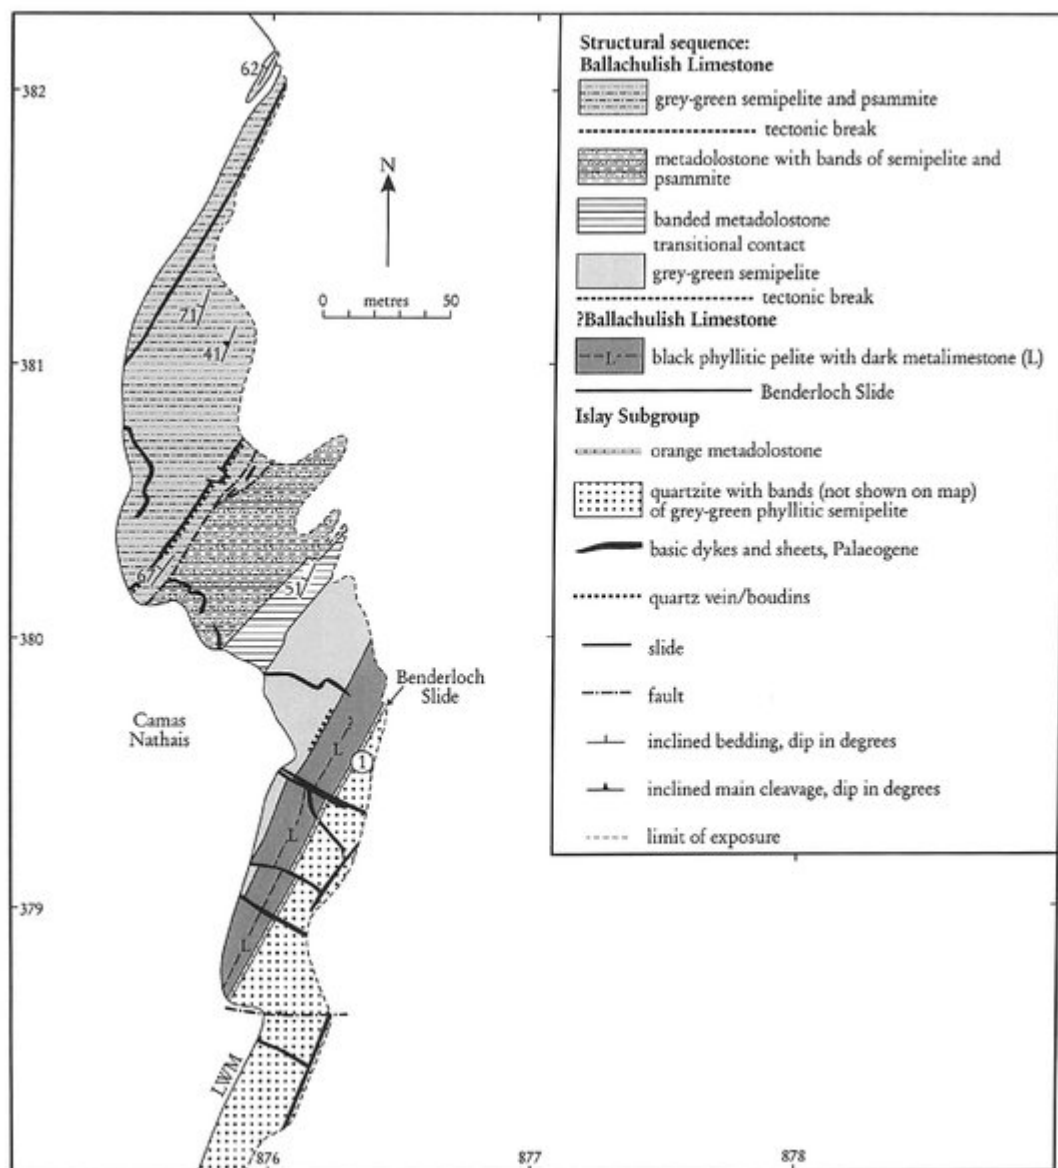 Structural sequence:
Ballachulish Limestone
grey-green semipelite and psammite
tectonic break
metadolostone with bands of semipelite and
psammite
banded metadolostone
transitional contact
grey-green semipelite
tectonic break
?Ballachulish Limestone
L
black phyllitic pelite with dark metalimestone (L)
Benderloch Slide
Islay Subgroup
orange metadolostone
quartzite with bands (not shown on map)
of grey-green phyllitic semipelite
basic dykes and sheets, Palaeogene
quartz vein/boudins
slide
fault
inclined bedding, dip in degrees
inclined main cleavage, dip in degrees
limit of exposure
382
62
N
0 metres 50
71
41
381
67
51
380
Benderloch
Slide
Camas
Nathais
L
1
L
379
L
LWM
876
877
878